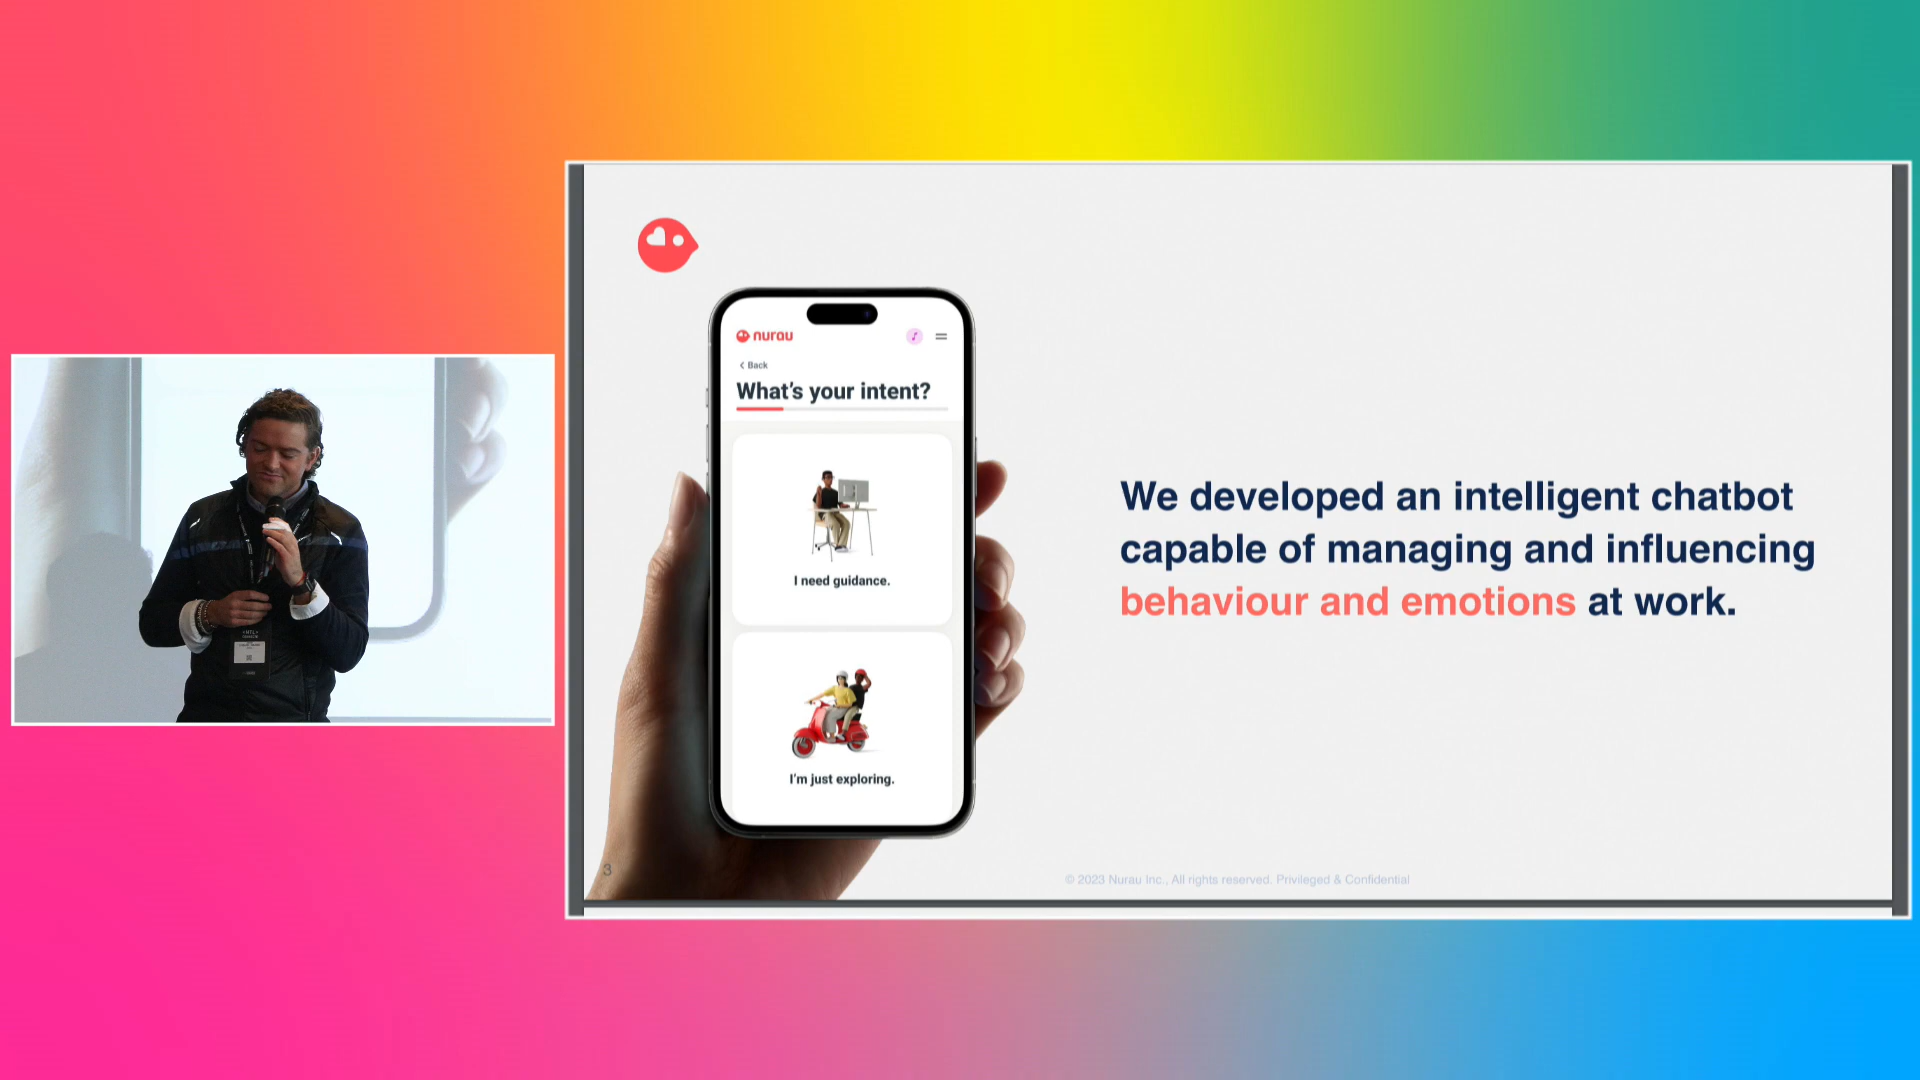 nurau
Back
What's your intent?
I need guidance.
I'm just exploring.
We developed an intelligent chatbot
capable of managing and influencing
behaviour and emotions at work.
3
© 2023 Nurau Inc., All rights reserved. Privileged & Confidential